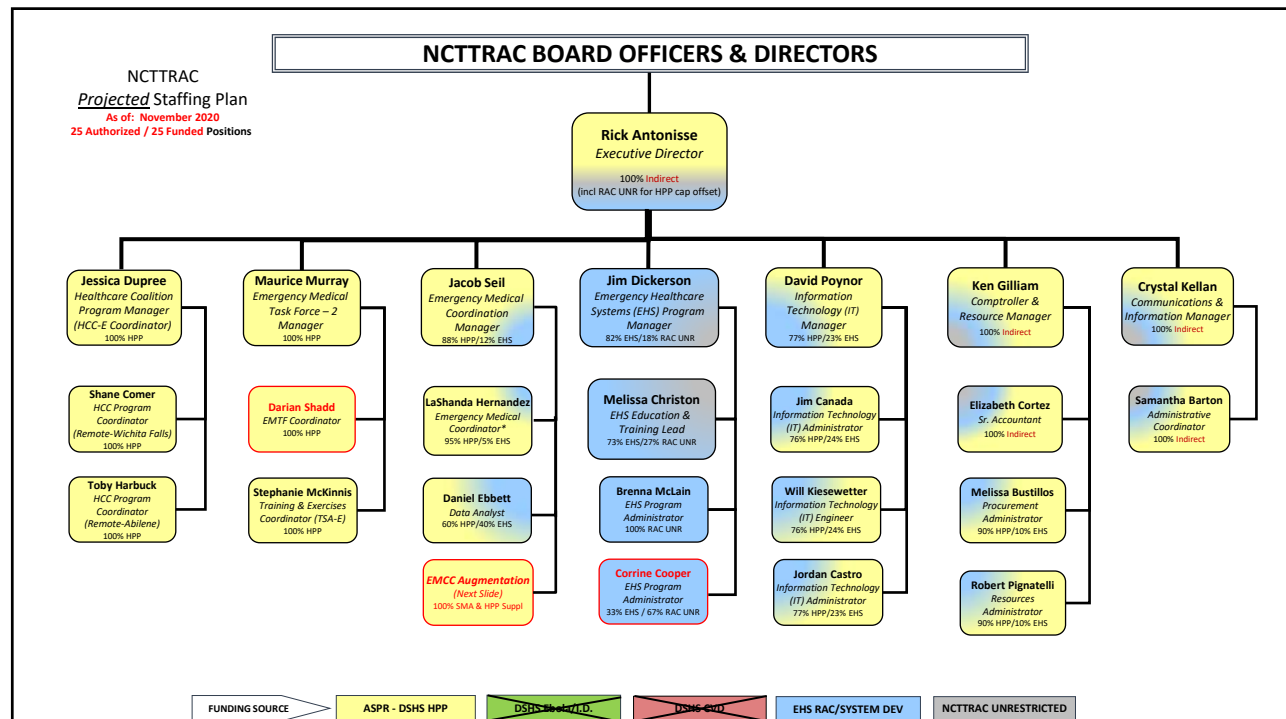 NCTTRAC BOARD OFFICERS & DIRECTORS
NCTTRAC
Projected Staffing Plan
As of: November 2020
25 Authorized / 25 Funded Positions
Rick Antonisse
Executive Director
100% Indirect
(incl RAC UNR for HPP cap offset)
Jessica Dupree
Healthcare Coalition
Program Manager
(HCC-E Coordinator)
100% HPP
Shane Comer
HCC Program
Coordinator
(Remote-Wichita Falls)
100% HPP
Toby Harbuck
HCC Program
Coordinator
(Remote-Abilene)
100% HPP
Maurice Murray
Emergency Medical
Task Force – 2
Manager
100% HPP
Darian Shadd
EMTF Coordinator
100% HPP
Stephanie McKinnis
Training & Exercises
Coordinator (TSA-E)
100% HPP
Jacob Seil
Emergency Medical
Coordination
Manager
88% HPP/12% EHS
LaShanda Hernandez
Emergency Medical
Coordinator*
95% HPP/5% EHS
Daniel Ebbett
Data Analyst
60% HPP/40% EHS
EMCC Augmentation
(Next Slide)
100% SMA & HPP Suppl
Jim Dickerson
Emergency Healthcare
Systems (EHS) Program
Manager
82% EHS/18% RAC UNR
Melissa Christon
EHS Education &
Training Lead
73% EHS/27% RAC UNR
Brenna McLain
EHS Program
Administrator
100% RAC UNR
Corrine Cooper
EHS Program
Administrator
33% EHS / 67% RAC UNR
David Poynor
Information
Technology (IT)
Manager
77% HPP/23% EHS
Jim Canada
Information Technology
(IT) Administrator
76% HPP/24% EHS
Will Kiesewetter
Information Technology
(IT) Engineer
76% HPP/24% EHS
Jordan Castro
Information Technology
(IT) Administrator
77% HPP/23% EHS
Ken Gilliam
Comptroller &
Resource Manager
100% Indirect
Elizabeth Cortez
Sr. Accountant
100% Indirect
Melissa Bustillos
Procurement
Administrator
90% HPP/10% EHS
Robert Pignatelli
Resources
Administrator
90% HPP/10% EHS
Crystal Kellan
Communications &
Information Manager
100% Indirect
Samantha Barton
Administrative
Coordinator
100% Indirect
FUNDING SOURCE
ASPR - DSHS HPP
DSHS Ebola/I.D.
DSHS CVD
EHS RAC/SYSTEM DEV
NCTTRAC UNRESTRICTED